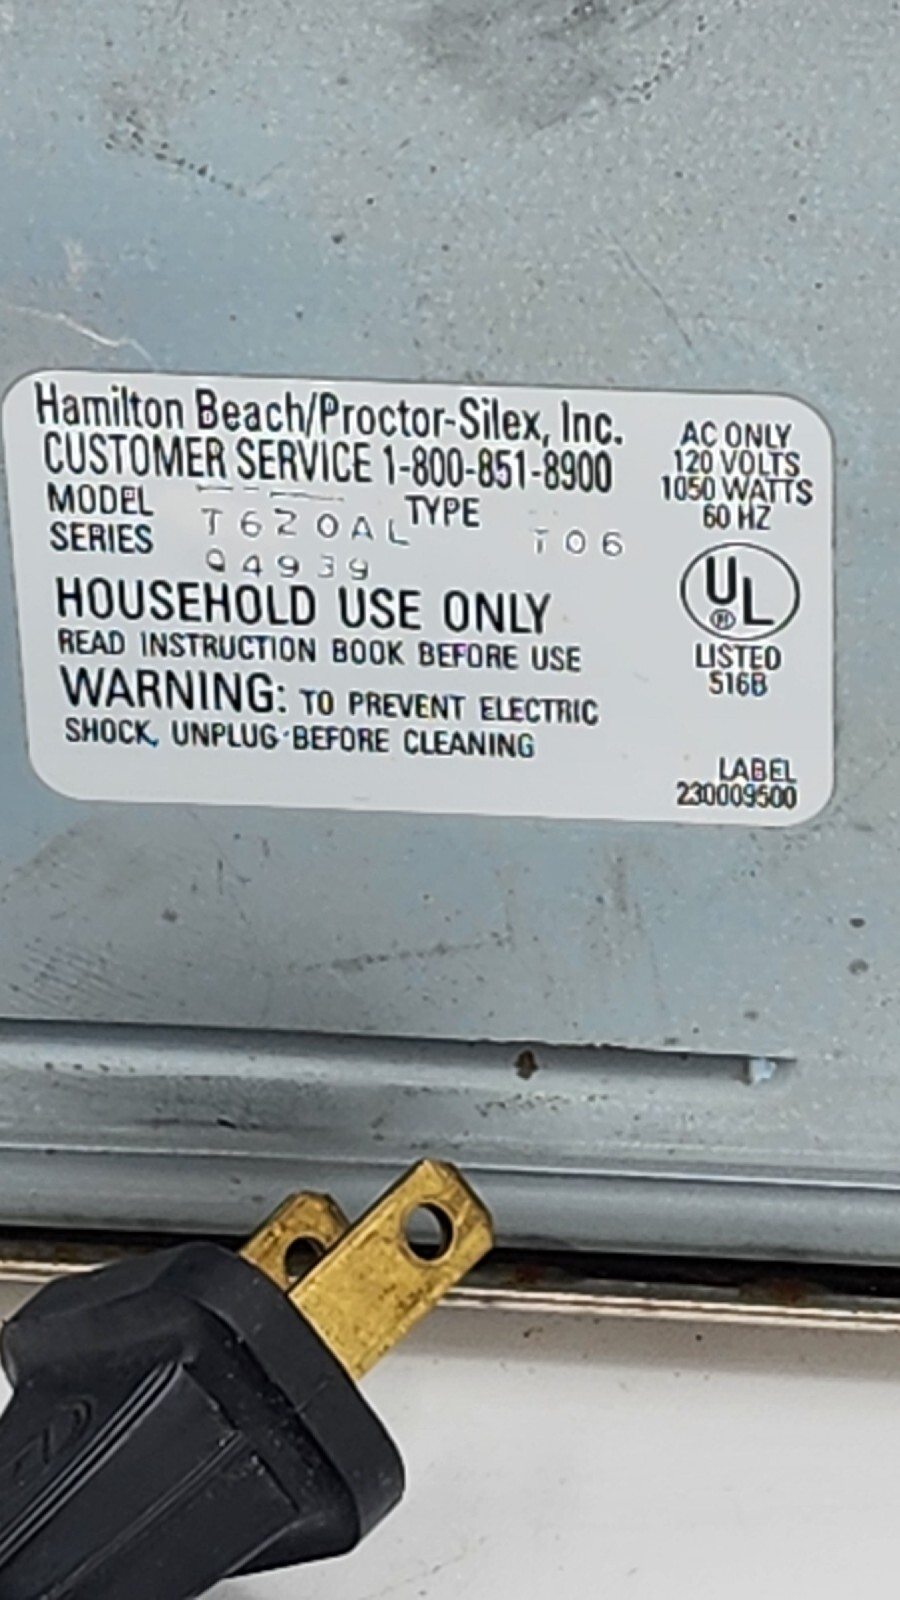 Hamilton Beach/Proctor-Silex, Inc.
CUSTOMER SERVICE 1-800-851-8900
MODEL T620AL TYPE T06
SERIES Q4939
HOUSEHOLD USE ONLY
READ INSTRUCTION BOOK BEFORE USE
WARNING: TO PREVENT ELECTRIC
SHOCK, UNPLUG BEFORE CLEANING
AC ONLY
120 VOLTS
1050 WATTS
60 HZ
UL
®
LISTED
516B
LABEL
230009500